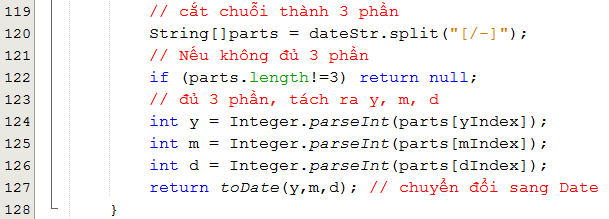 119 // cắt chuỗi thành 3 phần
120 String[]parts = dateStr.split("[/-]");
121 // Nếu không đủ 3 phần
122 if (parts.length!=3) return null;
123 // đủ 3 phần, tách ra y, m, d
124 int y = Integer.parseInt(parts[yIndex]);
125 int m = Integer.parseInt(parts[mIndex]);
126 int d = Integer.parseInt(parts[dIndex]);
127 return toDate(y,m,d); // chuyển đổi sang Date
128 }